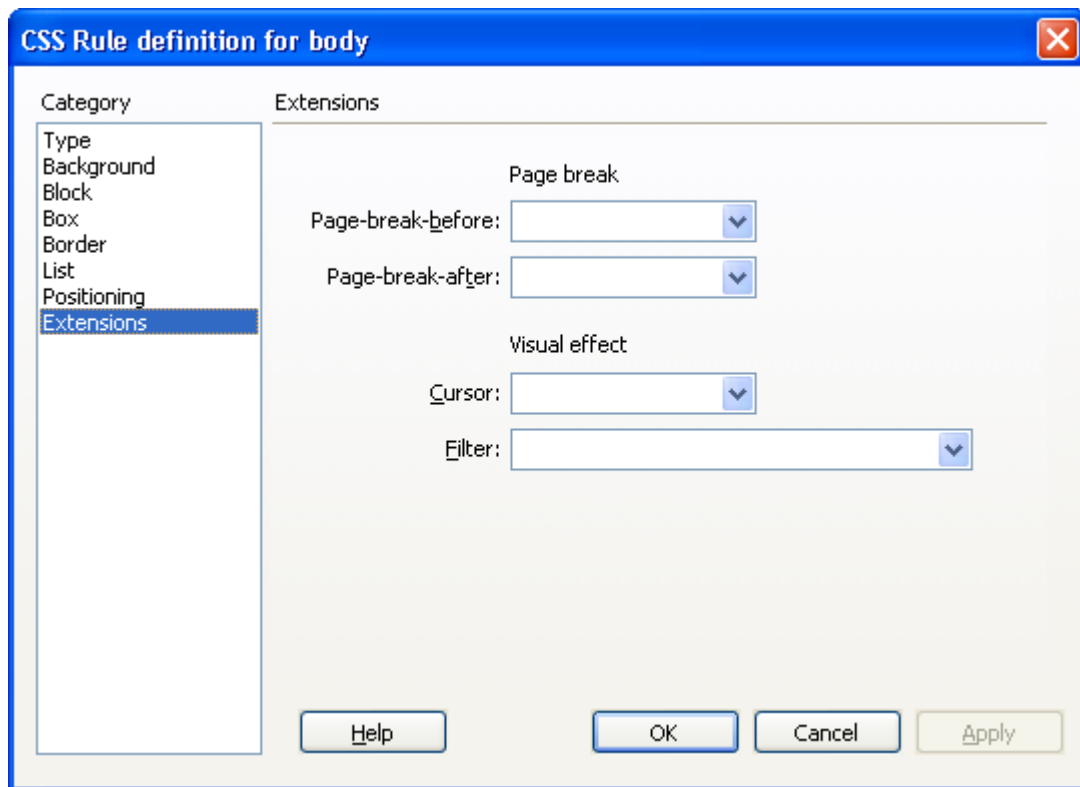 CSS Rule definition for body
Category
Type
Background
Block
Box
Border
List
Positioning
Extensions
Extensions
Page break
Page-break-before:
Page-break-after:
Visual effect
Cursor:
Filter:
Help OK Cancel Apply